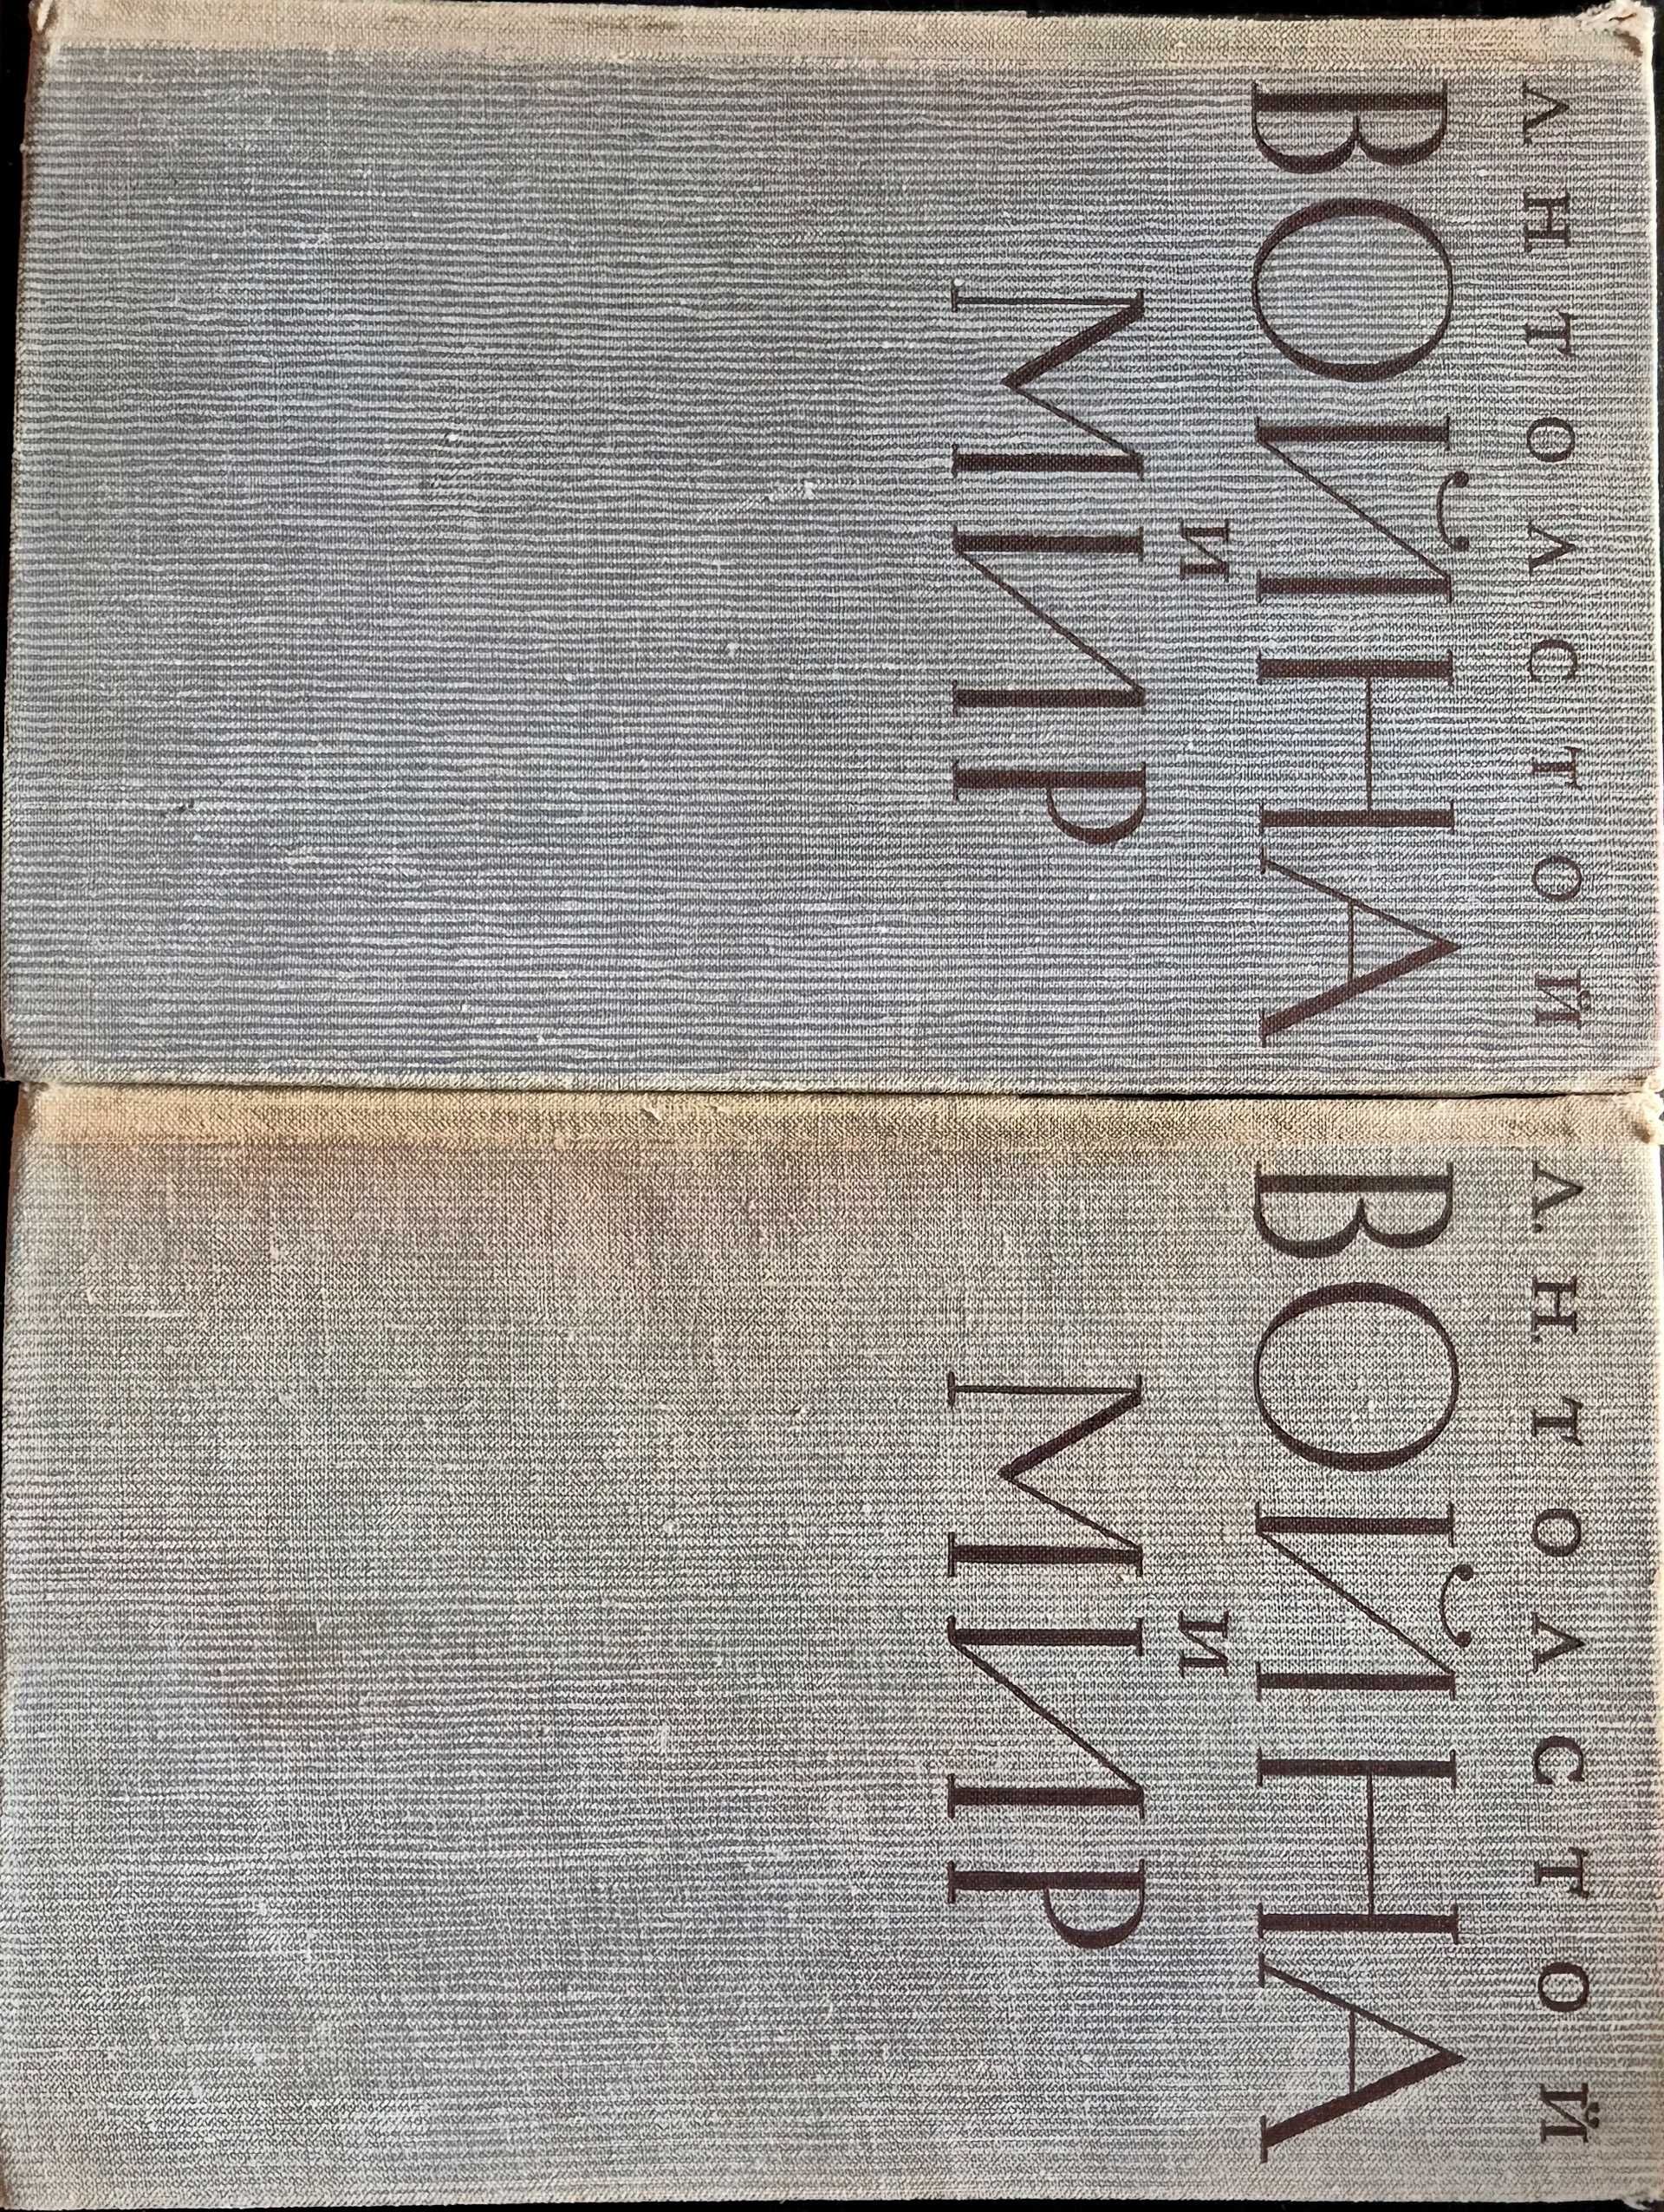 Л Н ТОЛСТОЙ
ВОЙНА
И
МИР
Л. Н. ТОЛСТОЙ
ВОЙНА
И
МИР